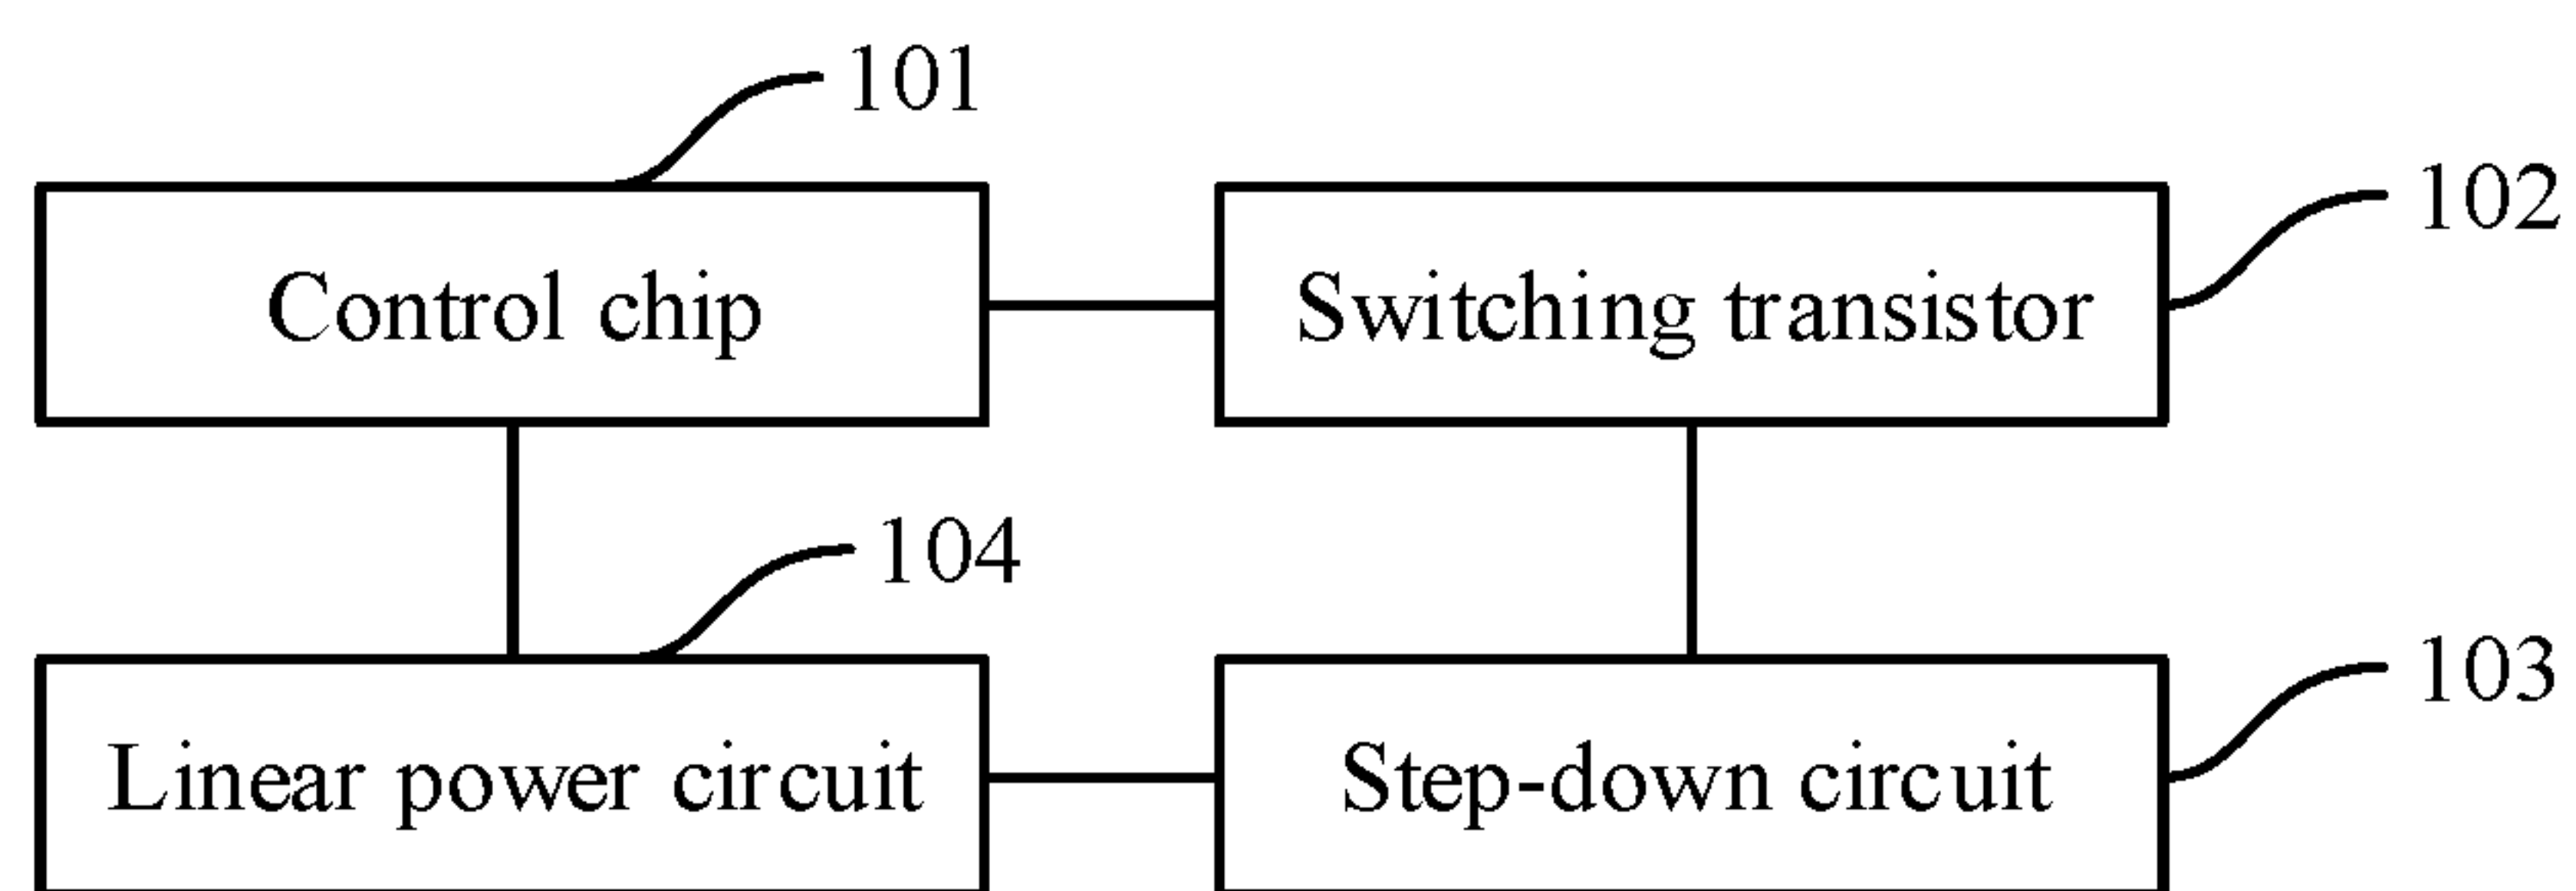 101
102
Control chip
Switching transistor
104
103
Linear power circuit
Step-down circuit